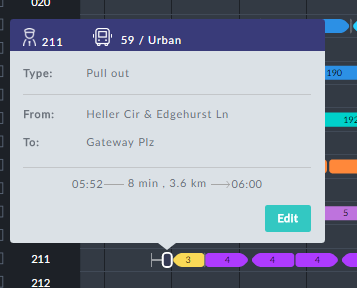 020
211 59 / Urban
Type: Pull out
190
From: Heller Cir & Edgehurst Ln
192
To: Gateway Plz
05:52 8 min , 3.6 km 06:00
5
Edit
211 3 4 4 4
212